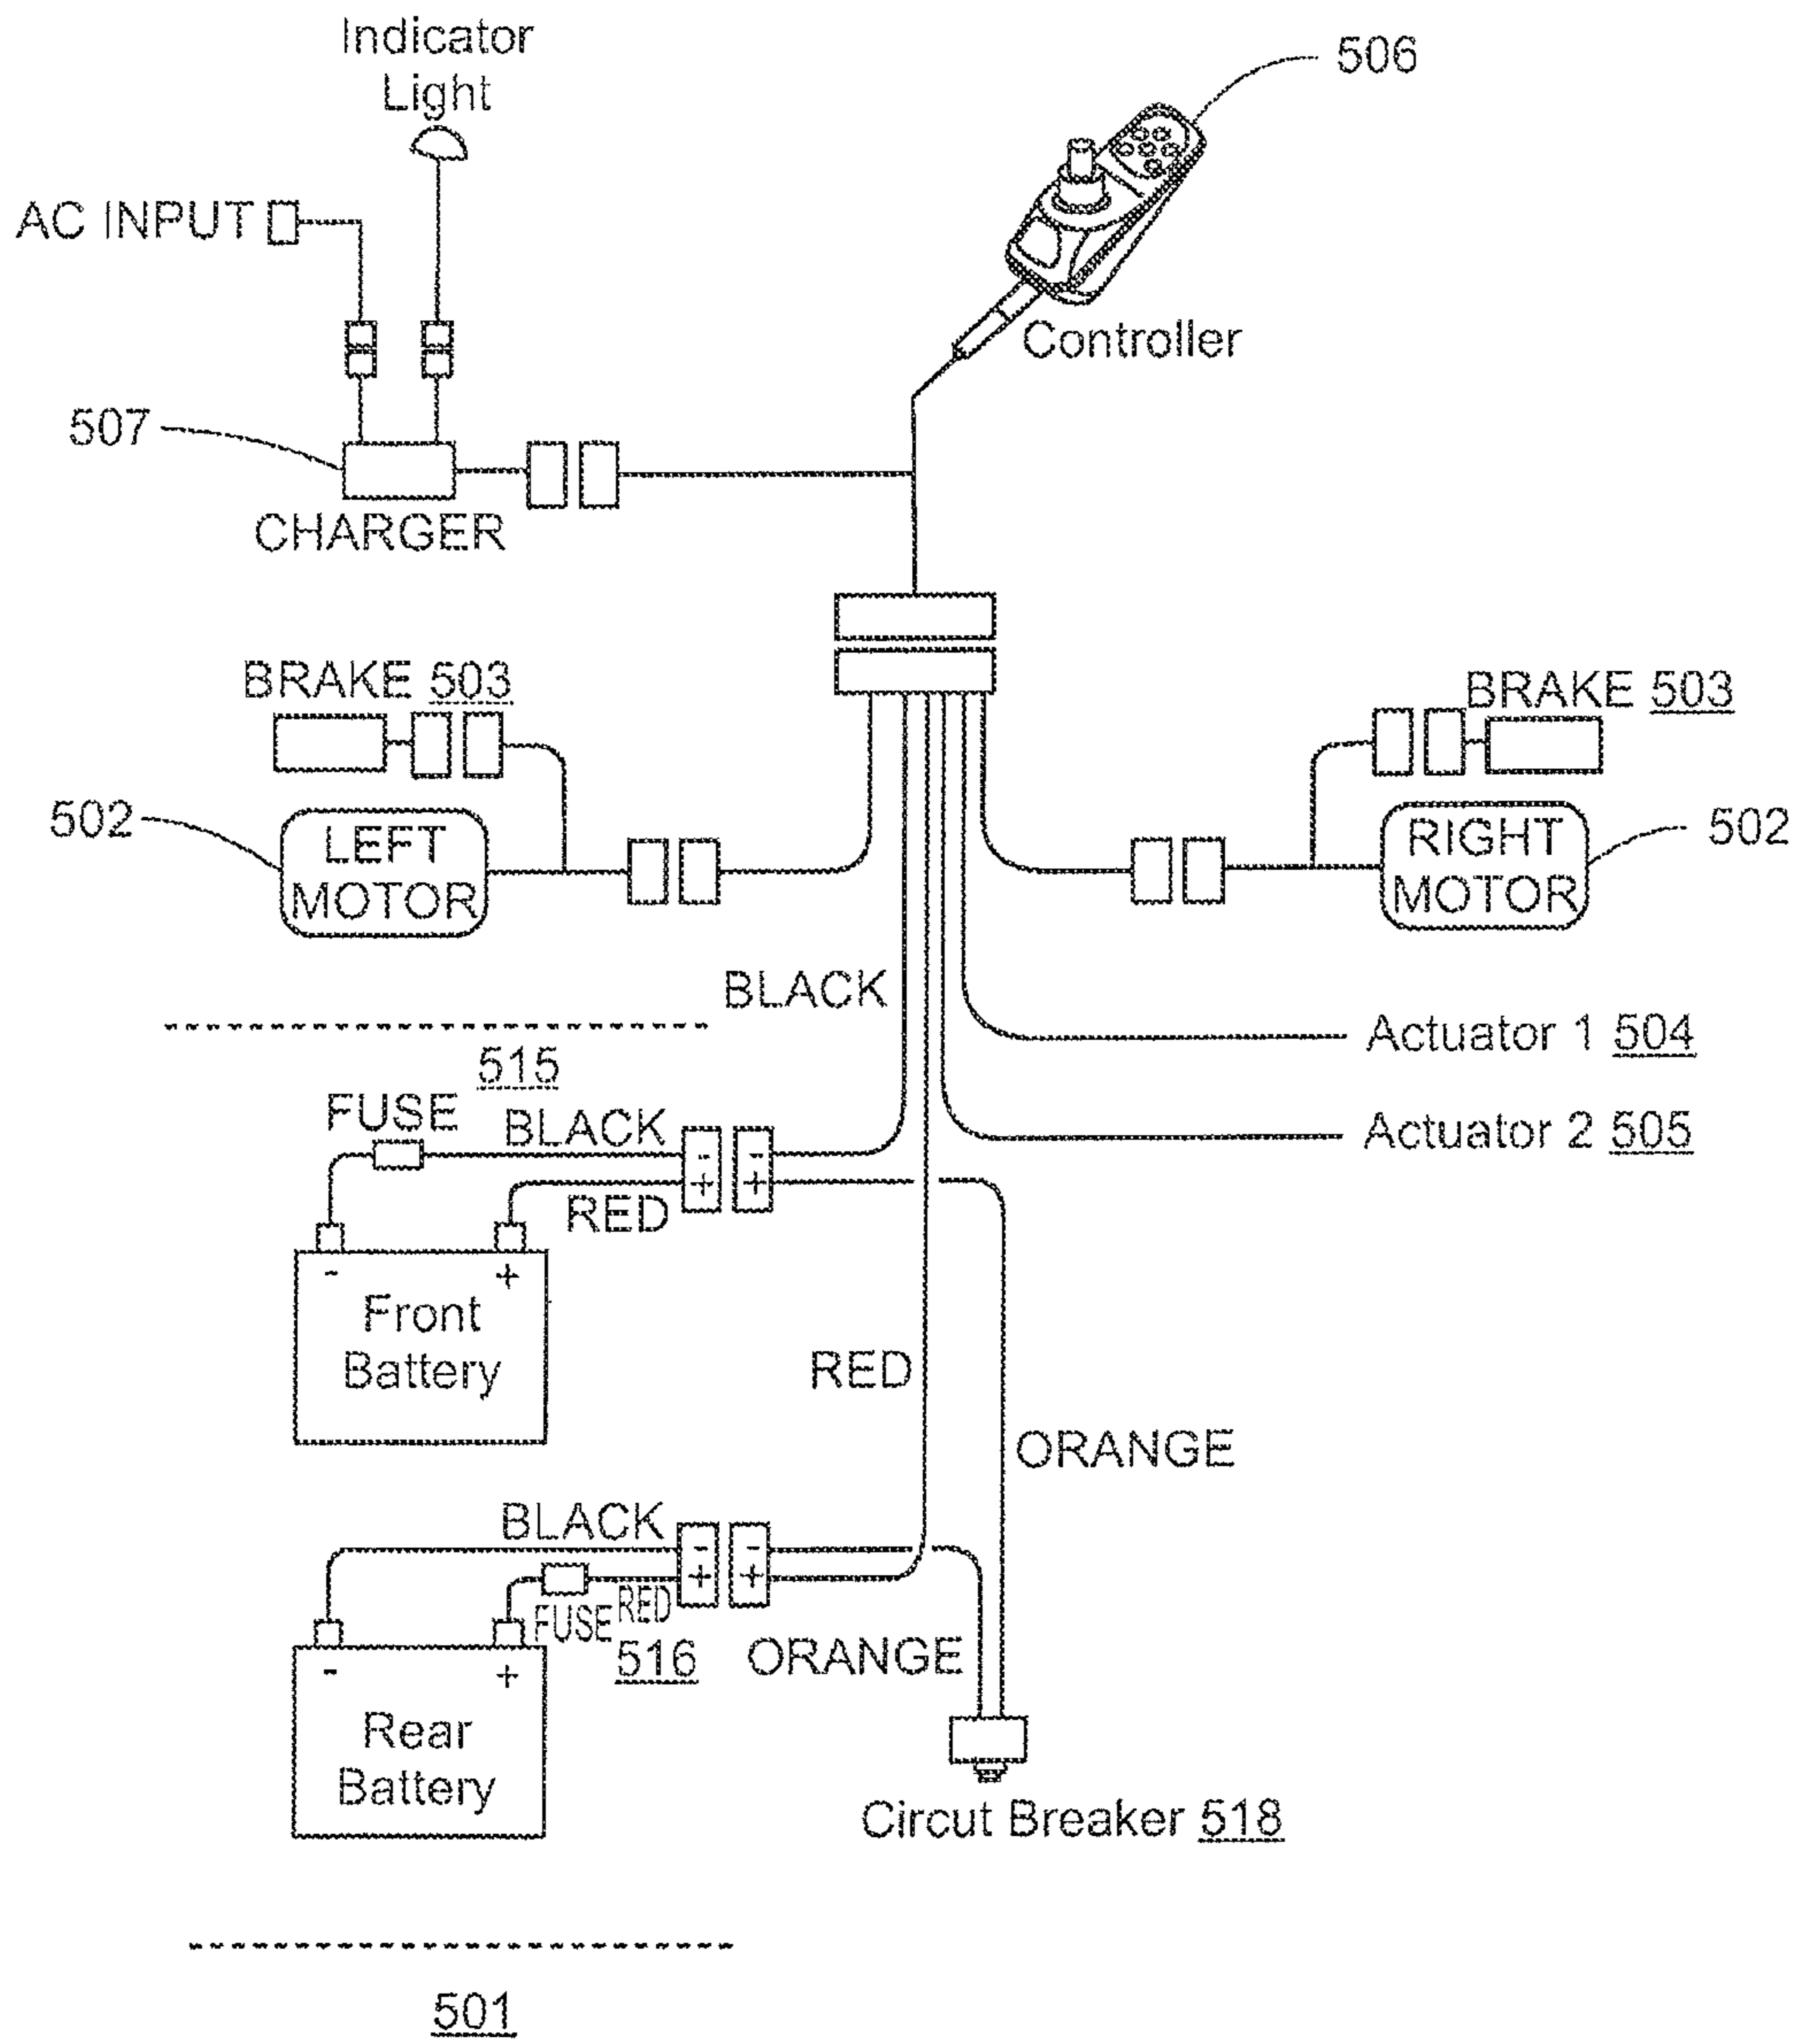 Indicator
Light
506
AC INPUT
Controller
507
CHARGER
BRAKE 503
BRAKE 503
502
LEFT
MOTOR
RIGHT
MOTOR
502
BLACK
Actuator 1 504
515
FUSE
BLACK
- -
+ +
Actuator 2 505
RED
- +
Front
Battery
RED
ORANGE
BLACK
- -
+ +
RED
FUSE
516
ORANGE
- +
Rear
Battery
Circut Breaker 518
501